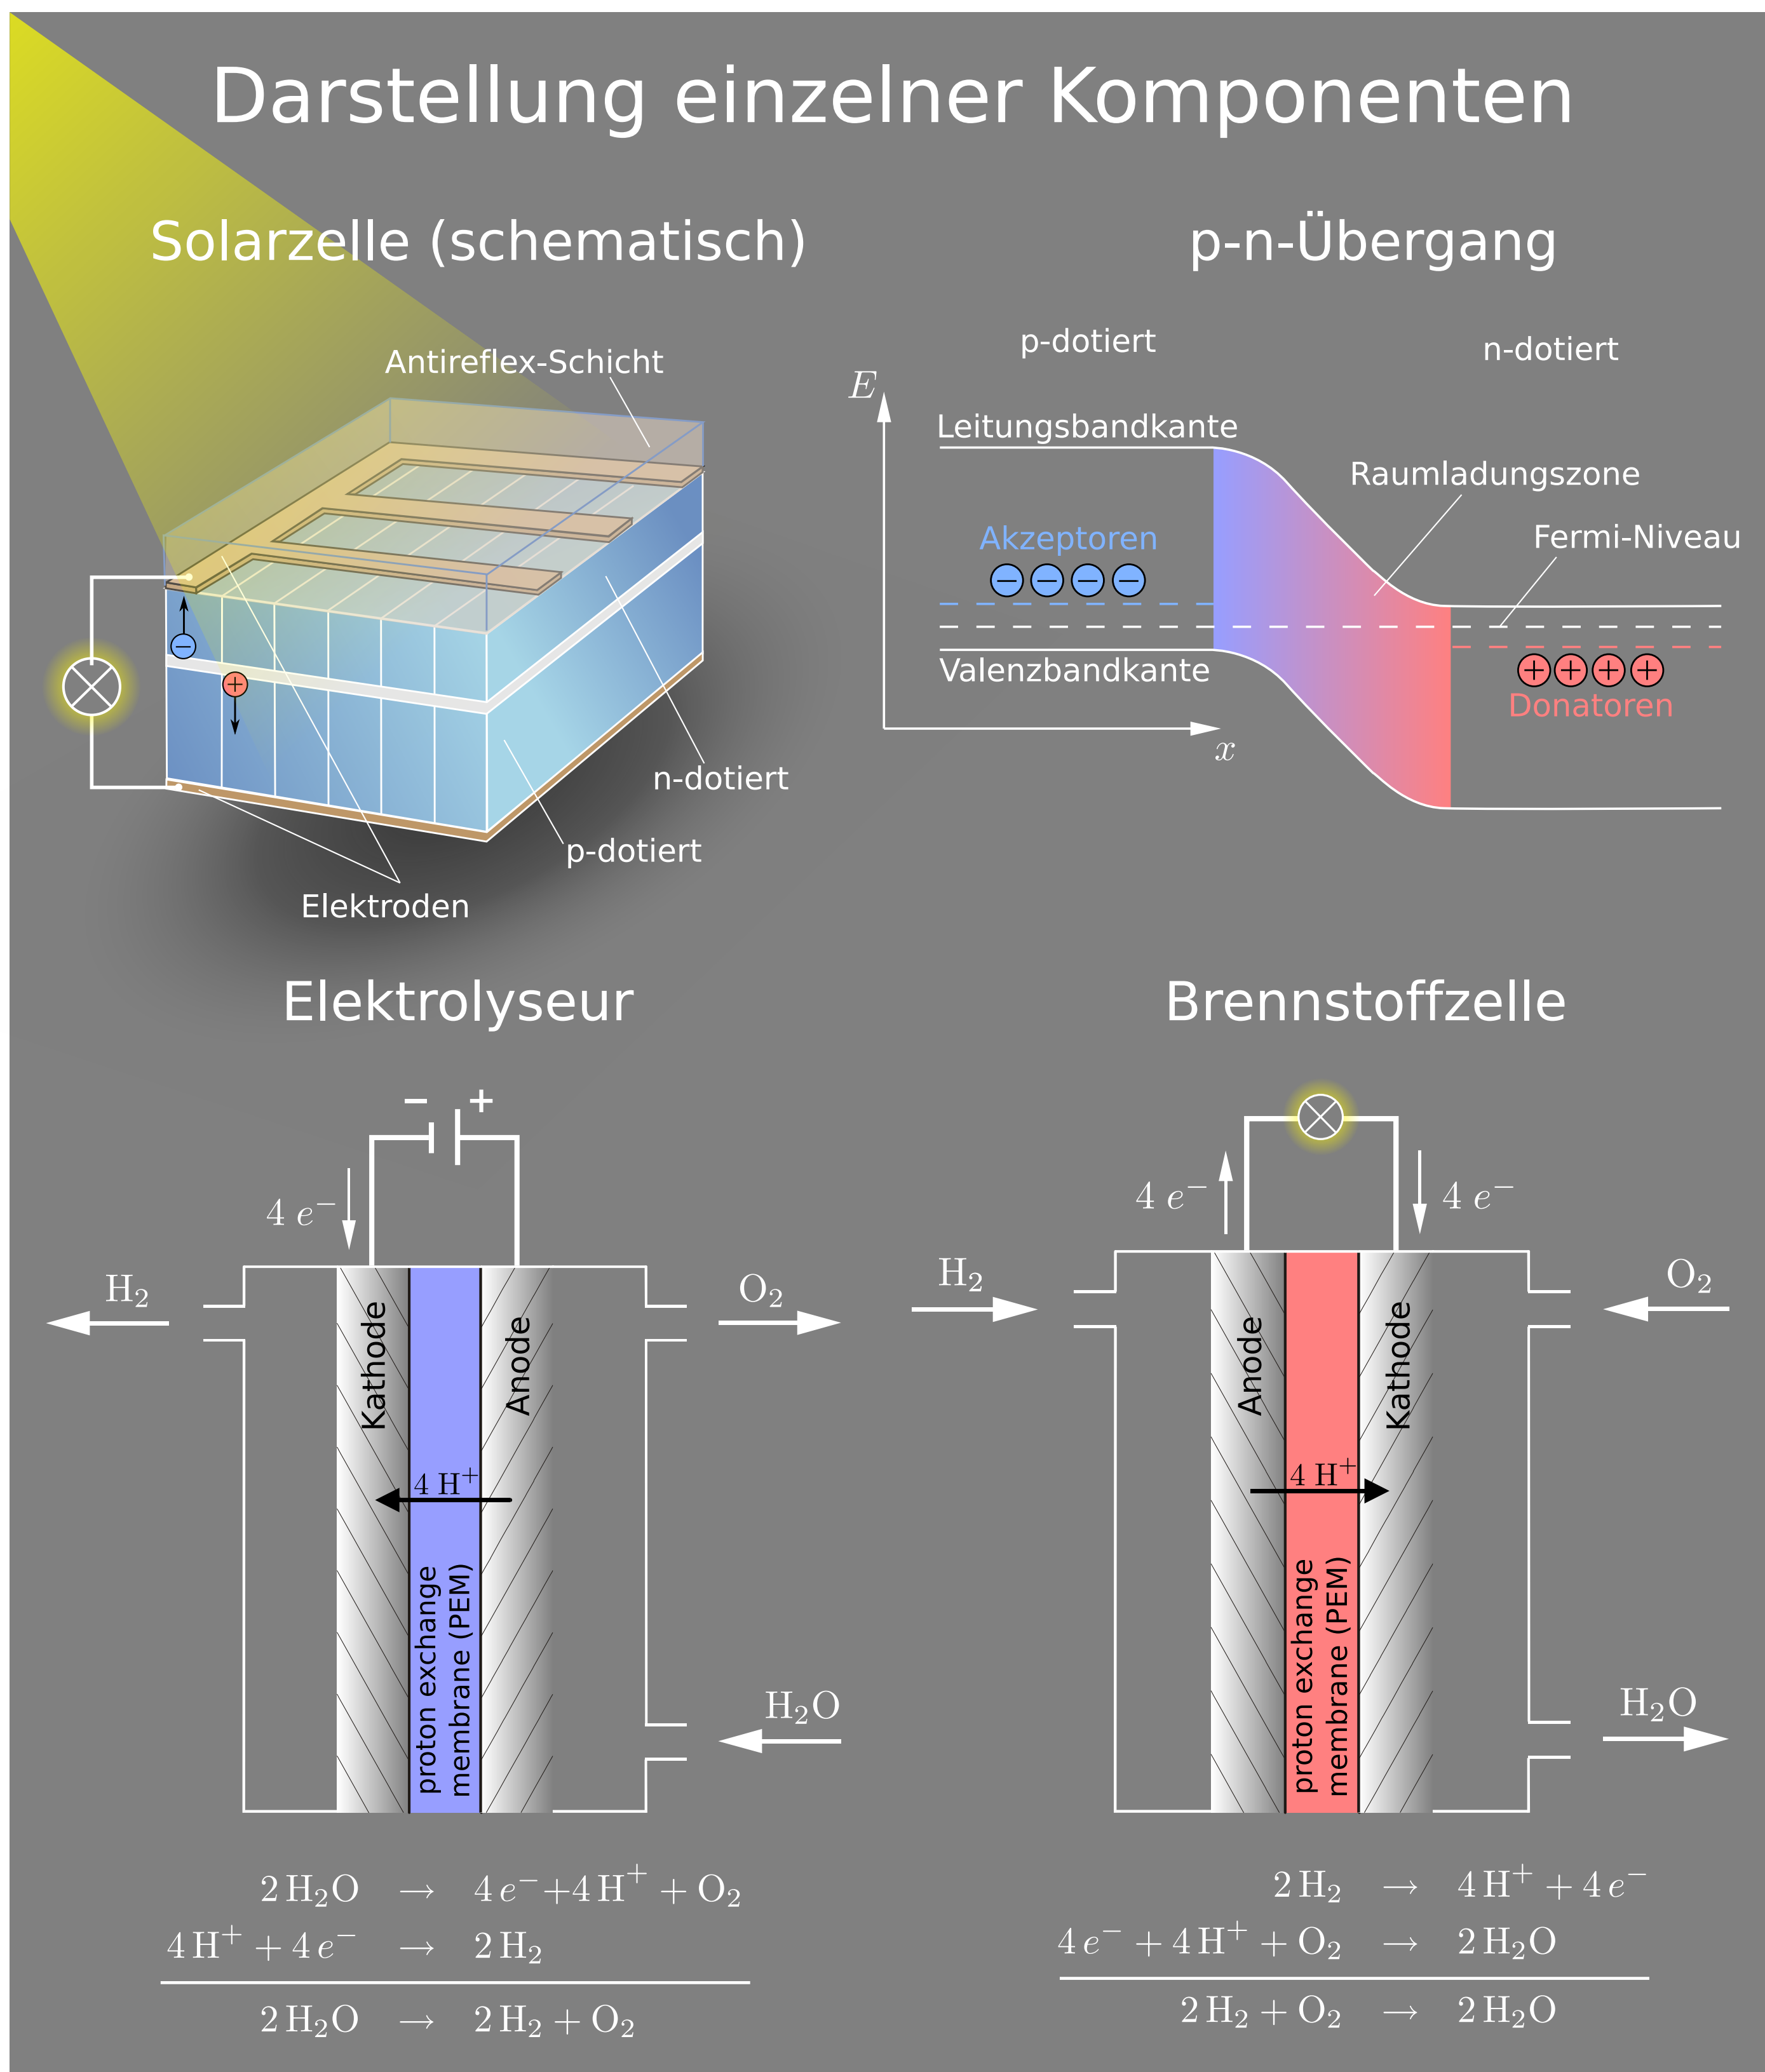 Darstellung einzelner Komponenten
Solarzelle (schematisch)
Antireflex-Schicht
−
+
n-dotiert
p-dotiert
Elektroden
p-n-Übergang
p-dotiert
n-dotiert
E
Leitungsbandkante
Raumladungszone
Fermi-Niveau
Akzeptoren
− − − −
Valenzbandkante
+ + + +
Donatoren
x
Elektrolyseur
− +
4 e⁻
H₂
O₂
Kathode
Anode
4 H⁺
proton exchange
membrane (PEM)
H₂O
2 H₂O → 4 e⁻+4 H⁺ + O₂
4 H⁺ + 4 e⁻ → 2 H₂
2 H₂O → 2 H₂ + O₂
Brennstoffzelle
4 e⁻
4 e⁻
H₂
O₂
Anode
Kathode
4 H⁺
proton exchange
membrane (PEM)
H₂O
2 H₂ → 4 H⁺ + 4 e⁻
4 e⁻ + 4 H⁺ + O₂ → 2 H₂O
2 H₂ + O₂ → 2 H₂O